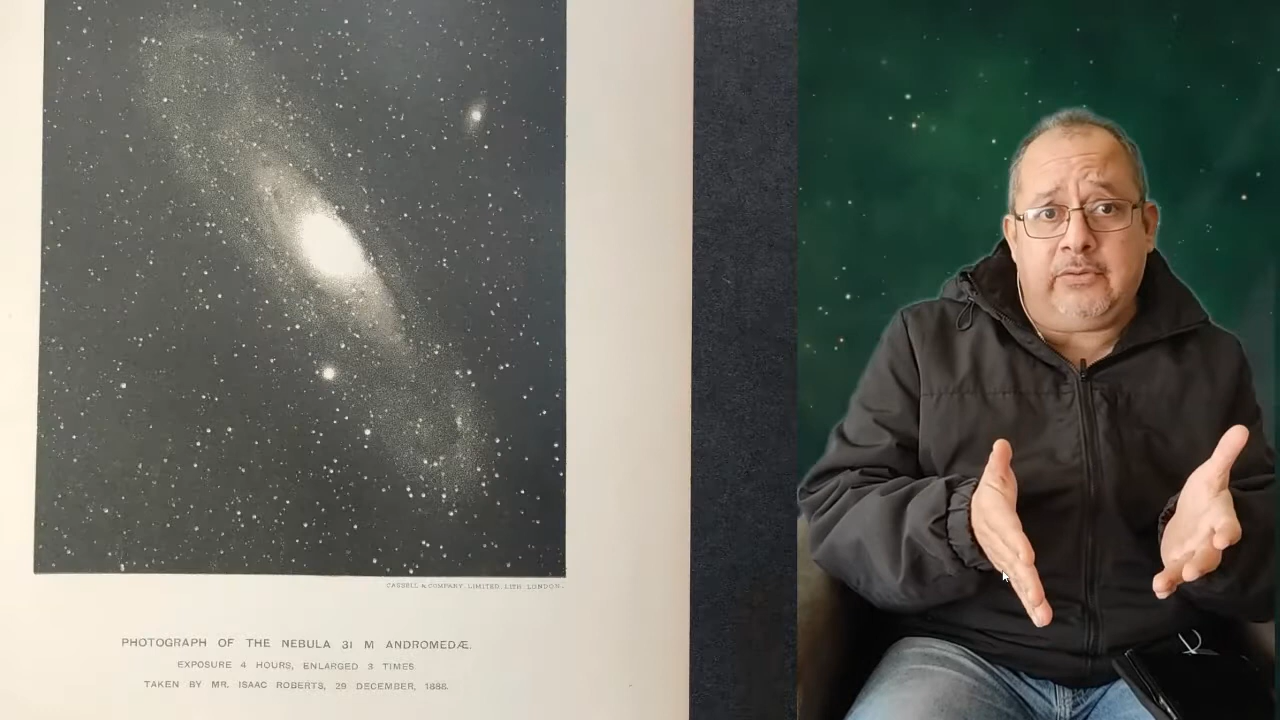 CASSELL & COMPANY. LIMITED. LITH. LONDON.
PHOTOGRAPH OF THE NEBULA 31 M ANDROMEDÆ.
EXPOSURE 4 HOURS, ENLARGED 3 TIMES.
TAKEN BY MR. ISAAC ROBERTS, 29 DECEMBER, 1888.